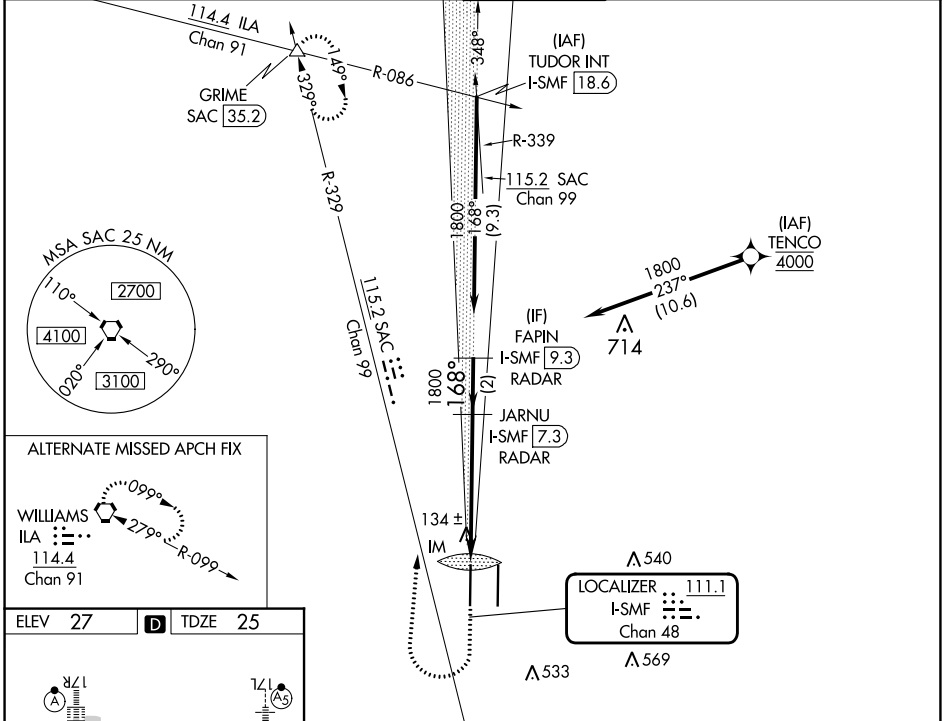 114.4 ILA
Chan 91
GRIME
SAC 35.2
149°
329°
R-086
348°
(IAF)
TUDOR INT
I-SMF 18.6
R-339
115.2 SAC
Chan 99
1800
168°
(9.3)
R-329
115.2 SAC
Chan 99
(IAF)
TENCO
4000
1800
237°
(10.6)
714
MSA SAC 25 NM
110°
2700
4100
290°
020°
3100
(IF)
FAPIN
I-SMF 9.3
RADAR
1800
168°
(2)
JARNU
I-SMF 7.3
RADAR
ALTERNATE MISSED APCH FIX
WILLIAMS
ILA
114.4
Chan 91
099°
279°
R-099
134 ±
IM
540
LOCALIZER 111.1
I-SMF
Chan 48
533
569
ELEV 27
D
TDZE 25
A
17R
17L
A5